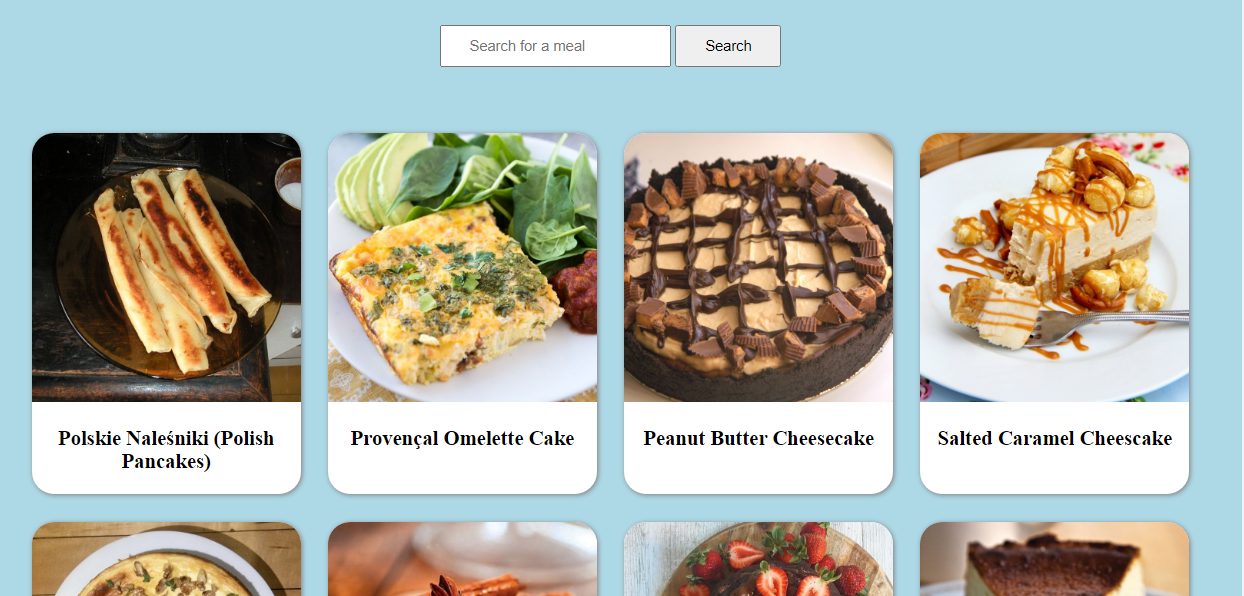 Search for a meal
Search
Polskie Naleśniki (Polish
Pancakes)
Provençal Omelette Cake
Peanut Butter Cheesecake
Salted Caramel Cheescake